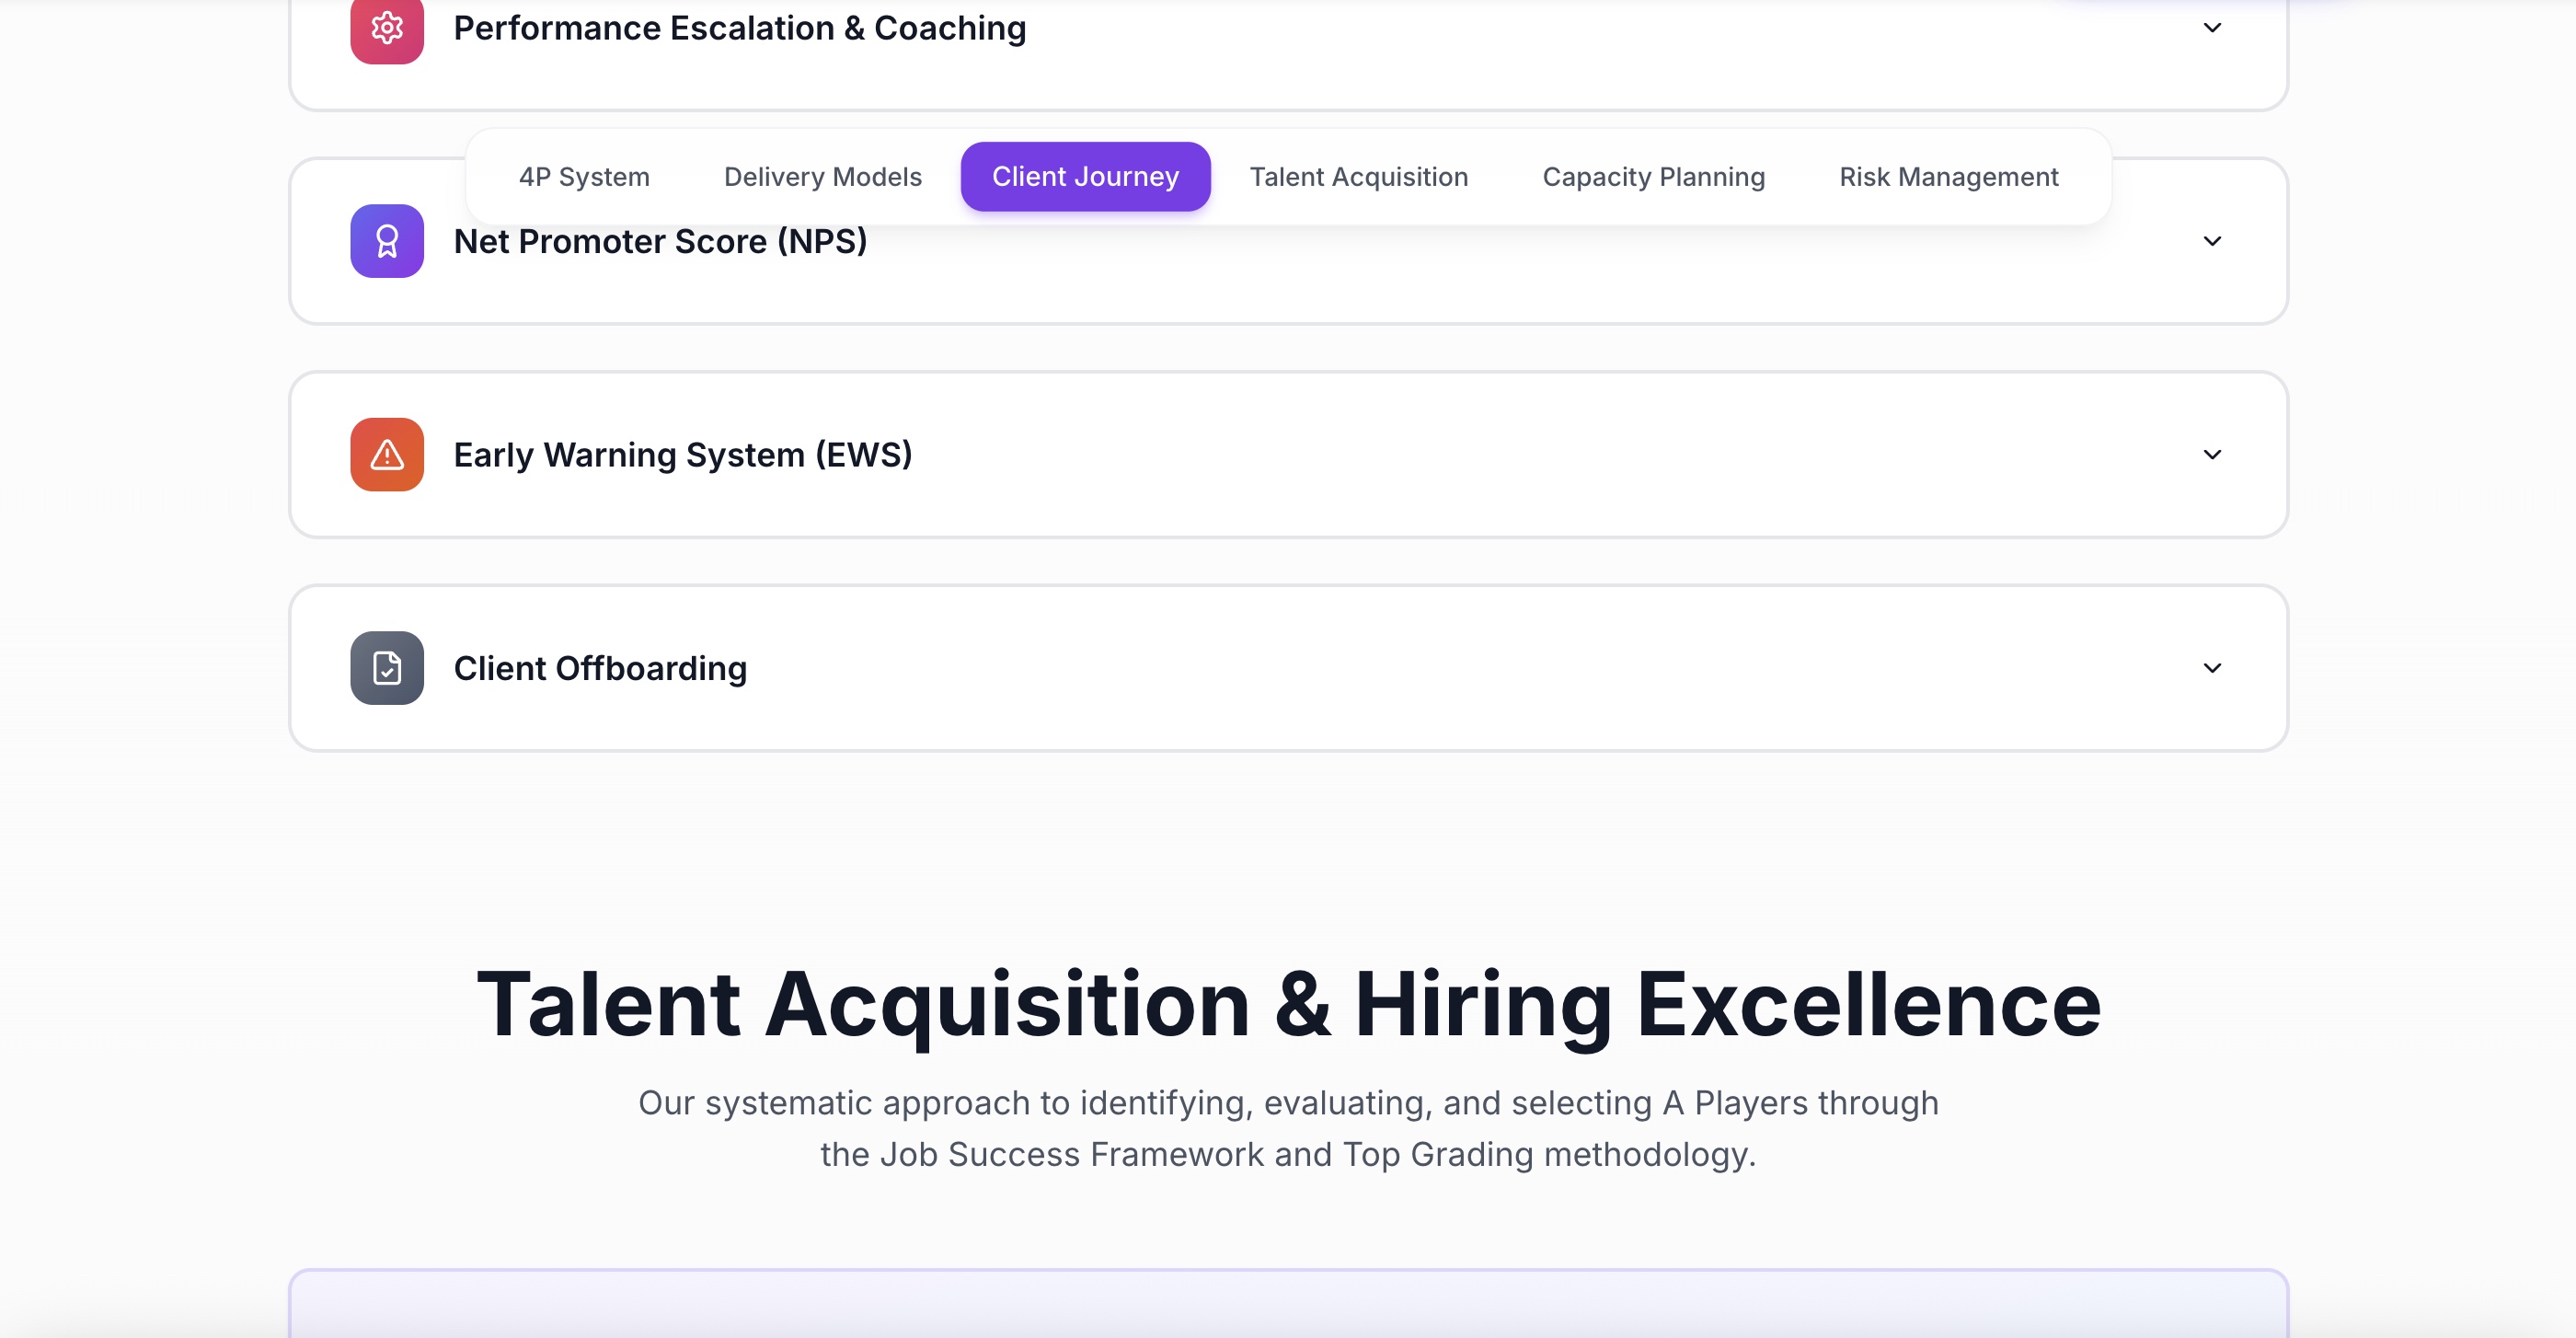 Performance Escalation & Coaching
4P System
Delivery Models
Client Journey
Talent Acquisition
Capacity Planning
Risk Management
Net Promoter Score (NPS)
Early Warning System (EWS)
Client Offboarding
Talent Acquisition & Hiring Excellence
Our systematic approach to identifying, evaluating, and selecting A Players through
the Job Success Framework and Top Grading methodology.